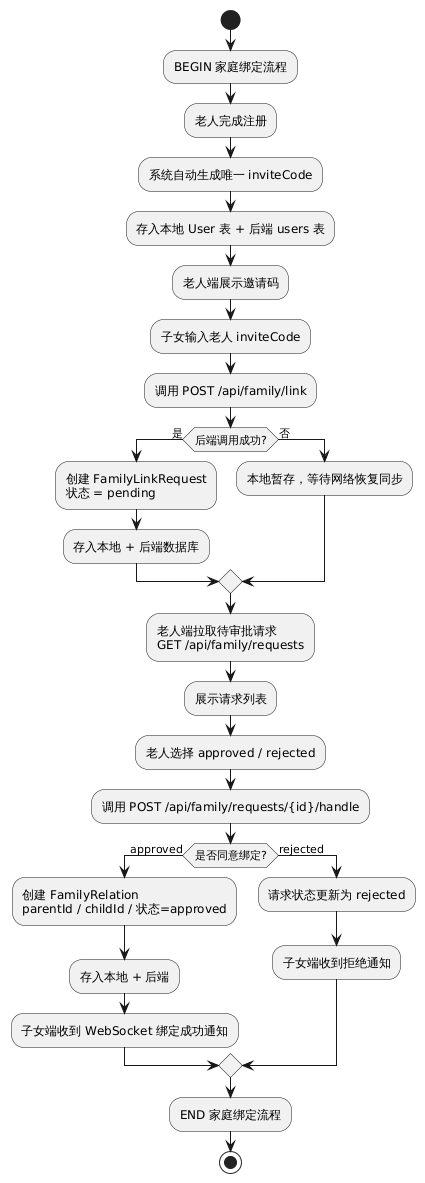 BEGIN 家庭绑定流程
老人完成注册
系统自动生成唯一 inviteCode
存入本地 User 表 + 后端 users 表
老人端展示邀请码
子女输入老人 inviteCode
调用 POST /api/family/link
后端调用成功?
是
否
创建 FamilyLinkRequest
状态 = pending
存入本地 + 后端数据库
本地暂存，等待网络恢复同步
老人端拉取待审批请求
GET /api/family/requests
展示请求列表
老人选择 approved / rejected
调用 POST /api/family/requests/{id}/handle
是否同意绑定?
approved
rejected
创建 FamilyRelation
parentId / childId / 状态=approved
存入本地 + 后端
子女端收到 WebSocket 绑定成功通知
请求状态更新为 rejected
子女端收到拒绝通知
END 家庭绑定流程